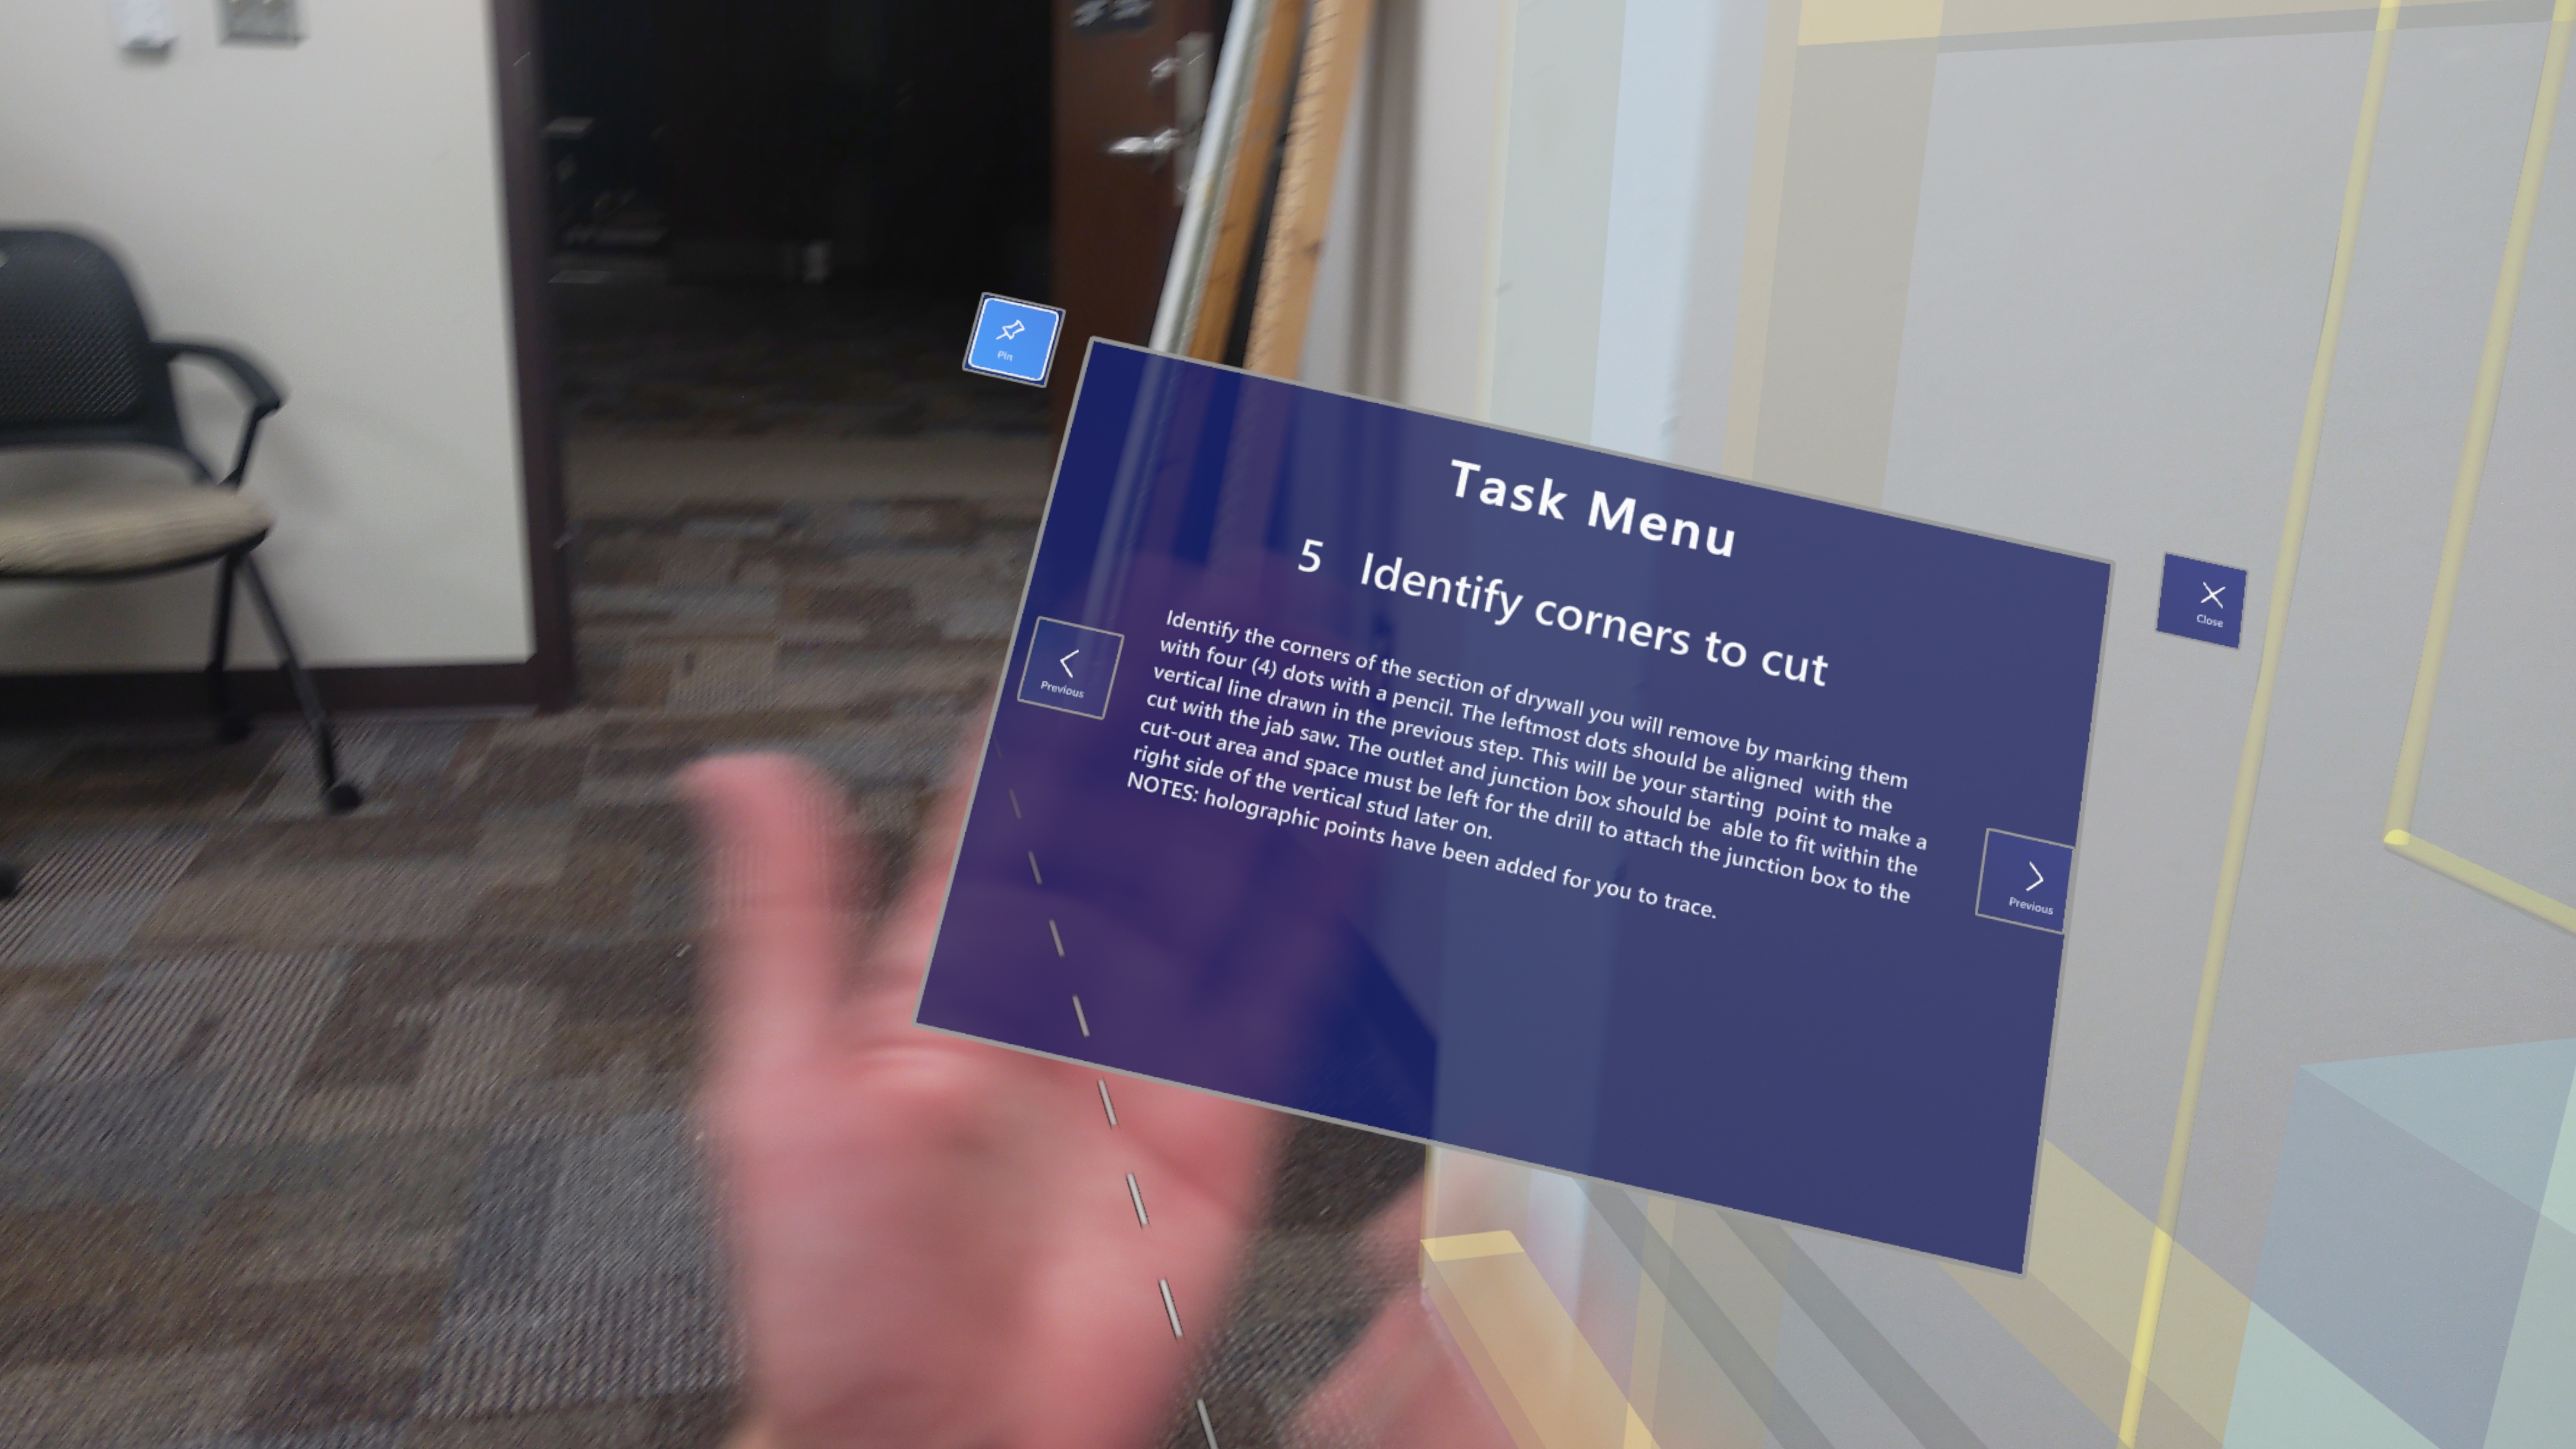 Pin
Task Menu
5 Identify corners to cut
Close
Identify the corners of the section of drywall you will remove by marking them
with four (4) dots with a pencil. The leftmost dots should be aligned with the
vertical line drawn in the previous step. This will be your starting point to make a
cut with the jab saw. The outlet and junction box should be able to fit within the
cut-out area and space must be left for the drill to attach the junction box to the
right side of the vertical stud later on.
NOTES: holographic points have been added for you to trace.
Previous
Previous